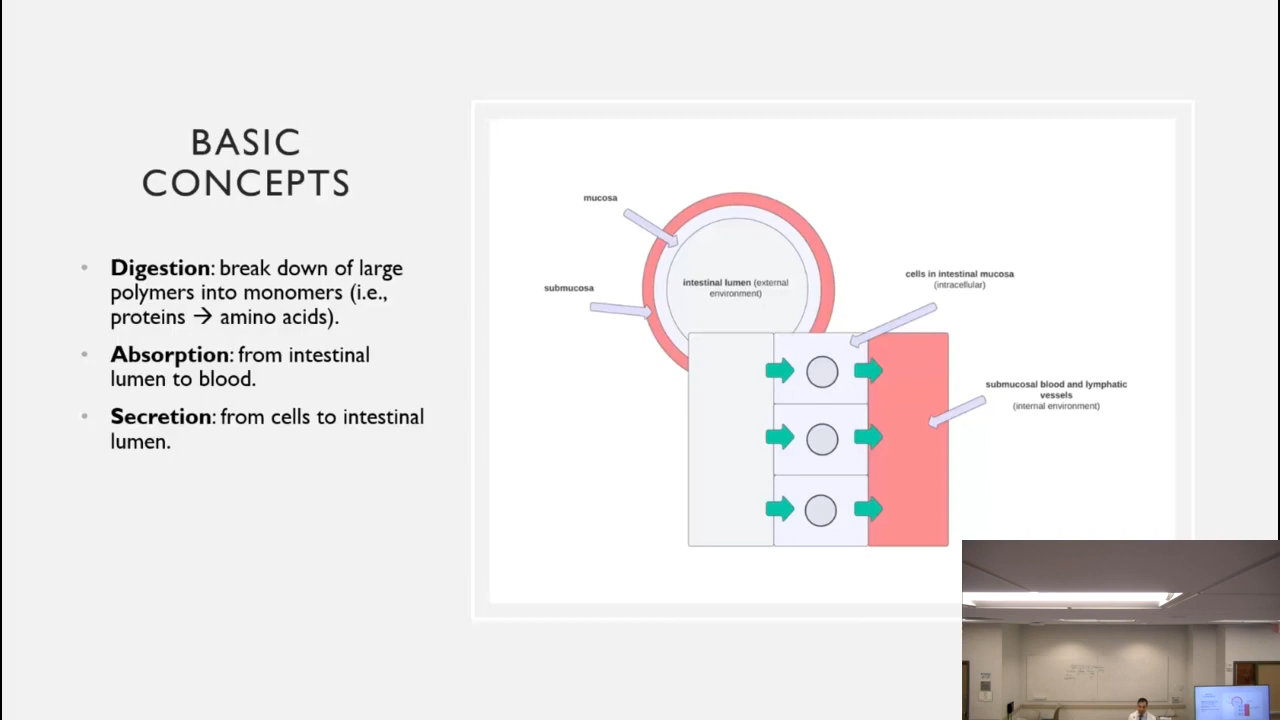 BASIC
CONCEPTS
Digestion: break down of large
polymers into monomers (i.e.,
proteins → amino acids).
Absorption: from intestinal
lumen to blood.
Secretion: from cells to intestinal
lumen.
mucosa
submucosa
intestinal lumen (external
environment)
cells in intestinal mucosa
(intracellular)
submucosal blood and lymphatic
vessels
(internal environment)